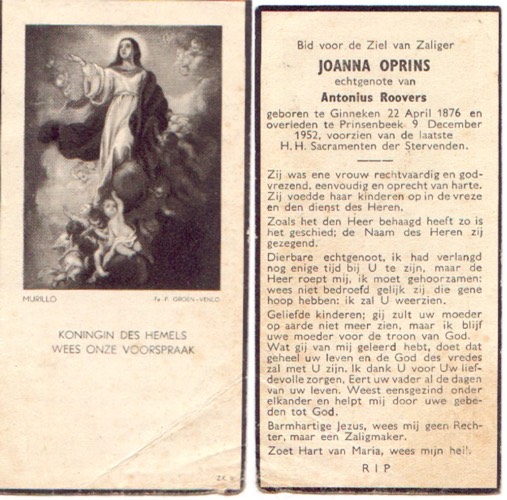 MURILLO
Fa. P. GROEN - VENLO
KONINGIN DES HEMELS
WEES ONZE VOORSPRAAK
Bid voor de Ziel van Zaliger
JOANNA OPRINS
echtgenote van
Antonius Roovers
geboren te Ginneken 22 April 1876 en
overleden te Prinsenbeek 9 December
1952, voorzien van de laatste
H. H. Sacramenten der Stervenden.
Zij was ene vrouw rechtvaardig en god-
vrezend, eenvoudig en oprecht van harte.
Zij voedde haar kinderen op in de vreze
en den dienst des Heren.
Zoals het den Heer behaagd heeft zo is
het geschied; de Naam des Heren zij
gezegend.
Dierbare echtgenoot, ik had verlangd
nog enige tijd bij U te zijn, maar de
Heer roept mij, ik moet gehoorzamen:
wees niet bedroefd gelijk zij die gene
hoop hebben: ik zal U weerzien.
Geliefde kinderen; gij zult uw moeder
op aarde niet meer zien, maar ik blijf
uwe moeder voor de troon van God.
Wat gij van mij geleerd hebt, doet dat
geheel uw leven en de God des vredes
zal met U zijn. Ik dank U voor Uw lief-
devolle zorgen. Eert uw vader al de dagen
van uw leven. Weest eensgezind onder
elkander en helpt mij door uwe gebe-
den tot God.
Barmhartige Jezus, wees mij geen Rech-
ter, maar een Zaligmaker.
Zoet Hart van Maria, wees mijn heil.
R I P